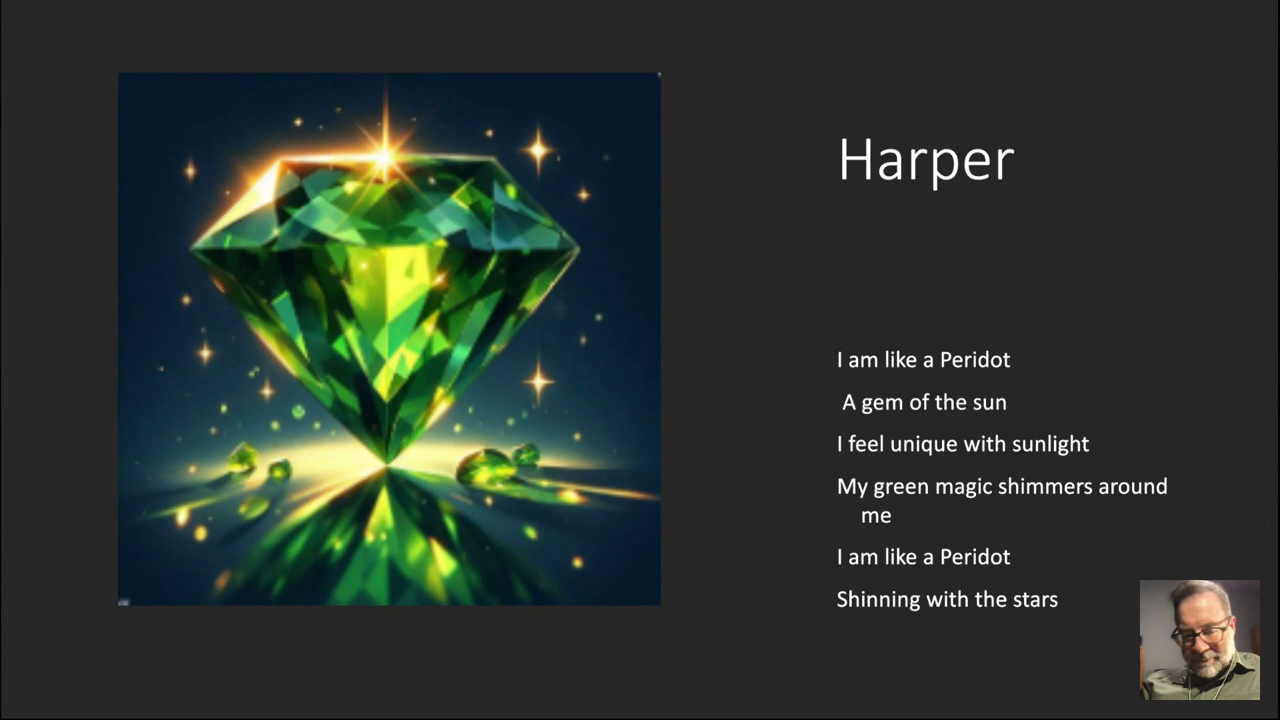 Harper
I am like a Peridot
A gem of the sun
I feel unique with sunlight
My green magic shimmers around
me
I am like a Peridot
Shinning with the stars